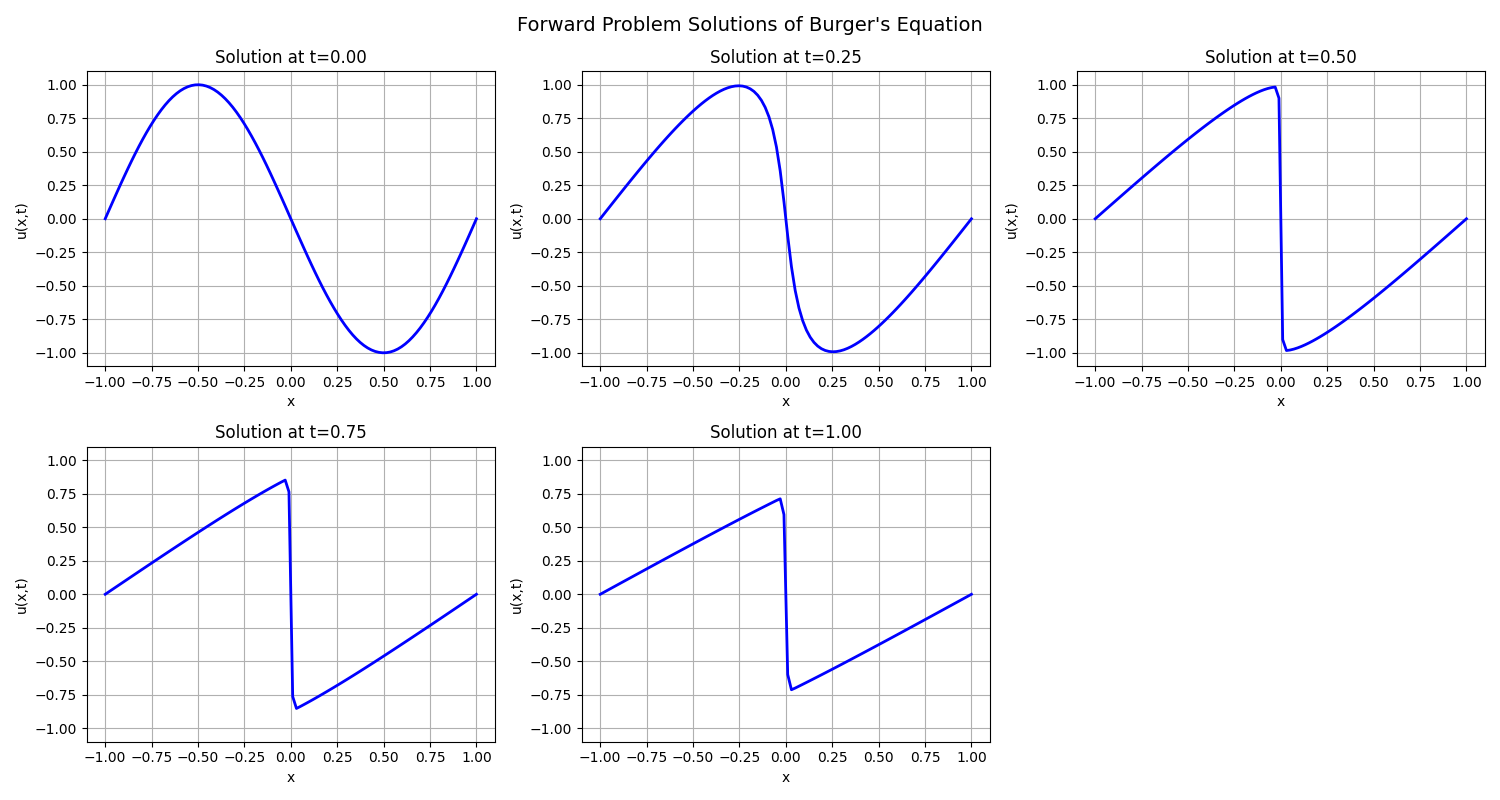 Forward Problem Solutions of Burger's Equation
Solution at t=0.00
1.00
0.75
0.50
0.25
0.00
−0.25
−0.50
−0.75
−1.00
u(x,t)
−1.00 −0.75 −0.50 −0.25 0.00 0.25 0.50 0.75 1.00
x
Solution at t=0.25
1.00
0.75
0.50
0.25
0.00
−0.25
−0.50
−0.75
−1.00
u(x,t)
−1.00 −0.75 −0.50 −0.25 0.00 0.25 0.50 0.75 1.00
x
Solution at t=0.50
1.00
0.75
0.50
0.25
0.00
−0.25
−0.50
−0.75
−1.00
u(x,t)
−1.00 −0.75 −0.50 −0.25 0.00 0.25 0.50 0.75 1.00
x
Solution at t=0.75
1.00
0.75
0.50
0.25
0.00
−0.25
−0.50
−0.75
−1.00
u(x,t)
−1.00 −0.75 −0.50 −0.25 0.00 0.25 0.50 0.75 1.00
x
Solution at t=1.00
1.00
0.75
0.50
0.25
0.00
−0.25
−0.50
−0.75
−1.00
u(x,t)
−1.00 −0.75 −0.50 −0.25 0.00 0.25 0.50 0.75 1.00
x